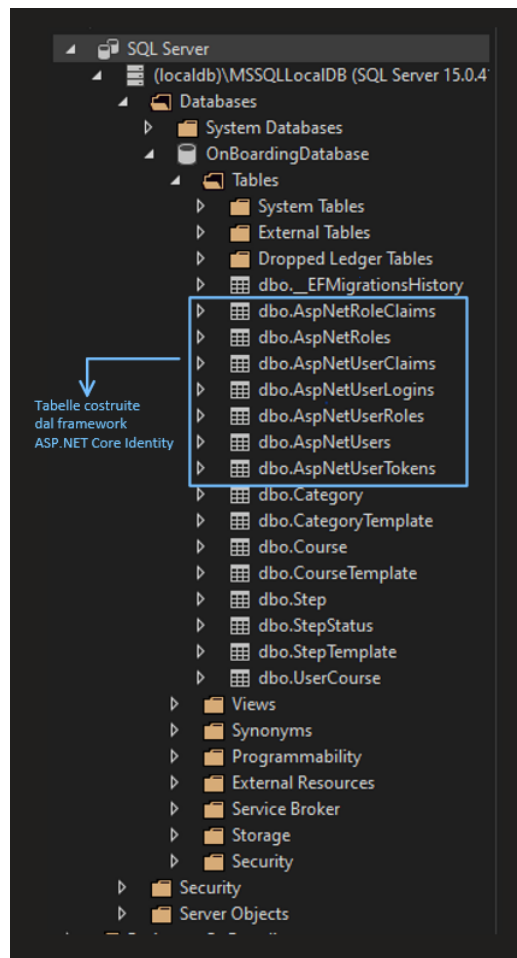 SQL Server
(localdb)\MSSQLLocalDB (SQL Server 15.0.4
Databases
System Databases
OnBoardingDatabase
Tables
System Tables
External Tables
Dropped Ledger Tables
dbo.__EFMigrationsHistory
dbo.AspNetRoleClaims
dbo.AspNetRoles
dbo.AspNetUserClaims
dbo.AspNetUserLogins
dbo.AspNetUserRoles
dbo.AspNetUsers
dbo.AspNetUserTokens
Tabelle costruite
dal framework
ASP.NET Core Identity
dbo.Category
dbo.CategoryTemplate
dbo.Course
dbo.CourseTemplate
dbo.Step
dbo.StepStatus
dbo.StepTemplate
dbo.UserCourse
Views
Synonyms
Programmability
External Resources
Service Broker
Storage
Security
Security
Server Objects